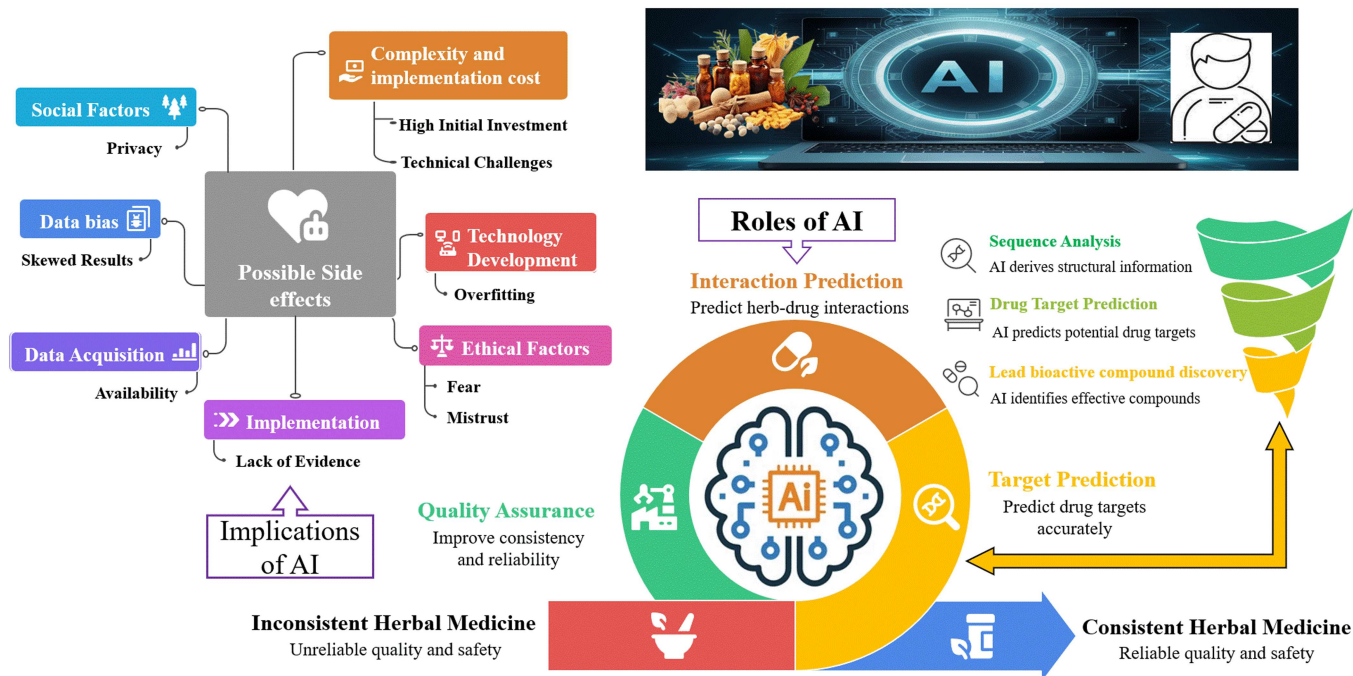 Complexity and
implementation cost
High Initial Investment
Technical Challenges
Social Factors
Privacy
Data bias
Skewed Results
Possible Side
effects
Technology
Development
Overfitting
Data Acquisition
Availability
Ethical Factors
Fear
Mistrust
Implementation
Lack of Evidence
Implications
of AI
AI
Roles of AI
Interaction Prediction
Predict herb-drug interactions
Sequence Analysis
AI derives structural information
Drug Target Prediction
AI predicts potential drug targets
Lead bioactive compound discovery
AI identifies effective compounds
Ai
Quality Assurance
Improve consistency
and reliability
Target Prediction
Predict drug targets
accurately
Inconsistent Herbal Medicine
Unreliable quality and safety
Consistent Herbal Medicine
Reliable quality and safety